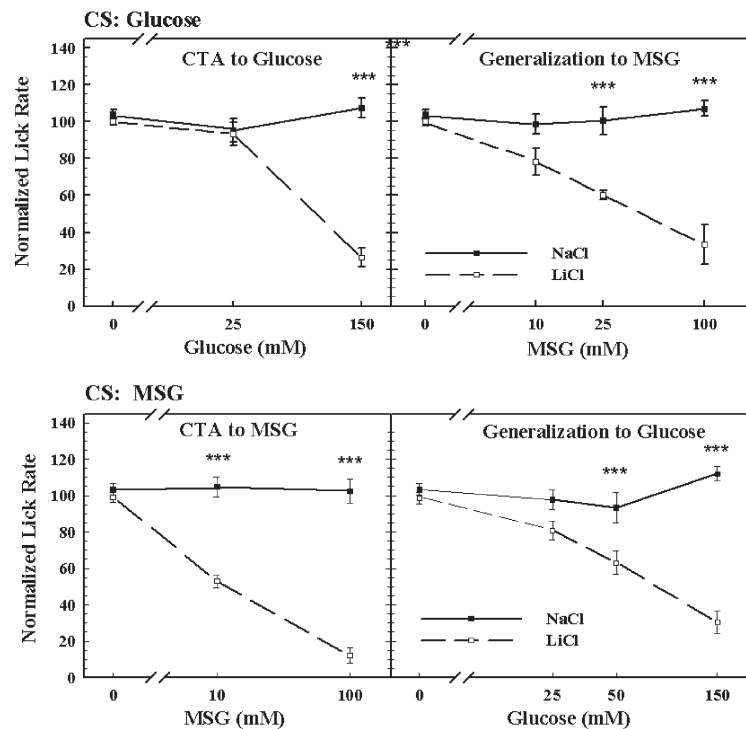 CS: Glucose
140
120
100
80
60
40
20
0
Normalized Lick Rate
CTA to Glucose
***
***
0
25
150
Glucose (mM)
Generalization to MSG
***
***
NaCl
LiCl
0
10
25
100
MSG (mM)
CS: MSG
140
120
100
80
60
40
20
0
Normalized Lick Rate
CTA to MSG
***
***
0
10
100
MSG (mM)
Generalization to Glucose
***
***
NaCl
LiCl
0
25
50
150
Glucose (mM)